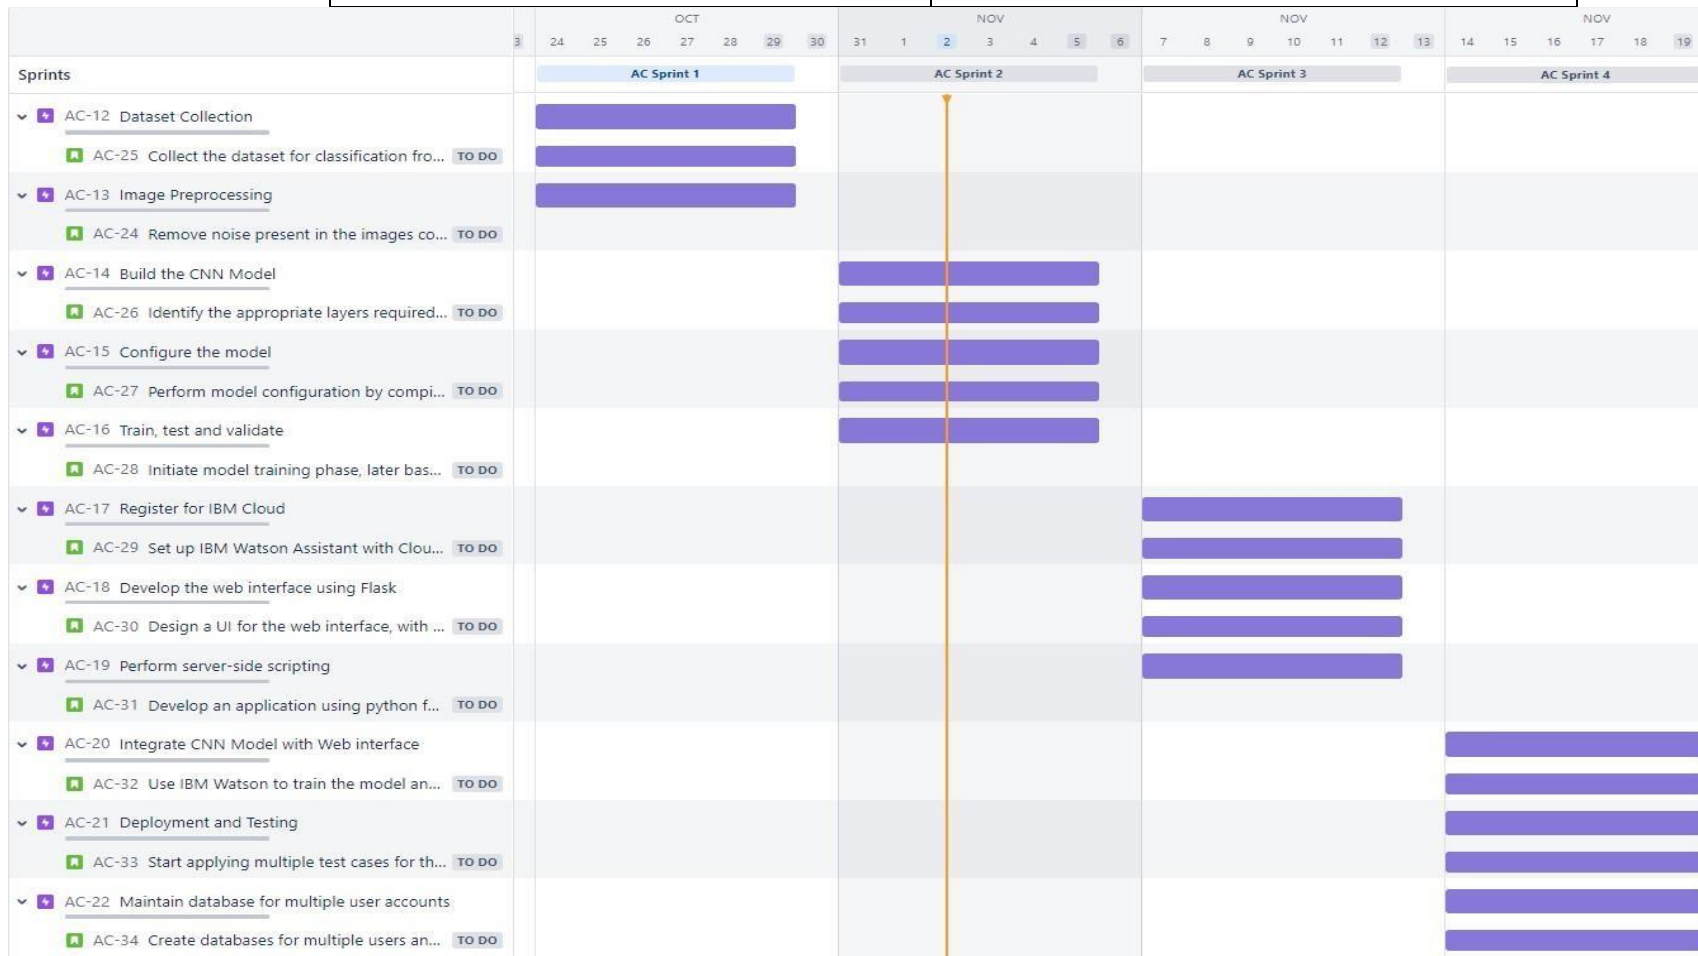 OCT NOV NOV NOV
3 24 25 26 27 28 29 30 31 1 2 3 4 5 6 7 8 9 10 11 12 13 14 15 16 17 18 19
Sprints AC Sprint 1 AC Sprint 2 AC Sprint 3 AC Sprint 4
AC-12 Dataset Collection
AC-25 Collect the dataset for classification fro... TO DO
AC-13 Image Preprocessing
AC-24 Remove noise present in the images co... TO DO
AC-14 Build the CNN Model
AC-26 Identify the appropriate layers required... TO DO
AC-15 Configure the model
AC-27 Perform model configuration by compi... TO DO
AC-16 Train, test and validate
AC-28 Initiate model training phase, later bas... TO DO
AC-17 Register for IBM Cloud
AC-29 Set up IBM Watson Assistant with Clou... TO DO
AC-18 Develop the web interface using Flask
AC-30 Design a UI for the web interface, with ... TO DO
AC-19 Perform server-side scripting
AC-31 Develop an application using python f... TO DO
AC-20 Integrate CNN Model with Web interface
AC-32 Use IBM Watson to train the model an... TO DO
AC-21 Deployment and Testing
AC-33 Start applying multiple test cases for th... TO DO
AC-22 Maintain database for multiple user accounts
AC-34 Create databases for multiple users an... TO DO